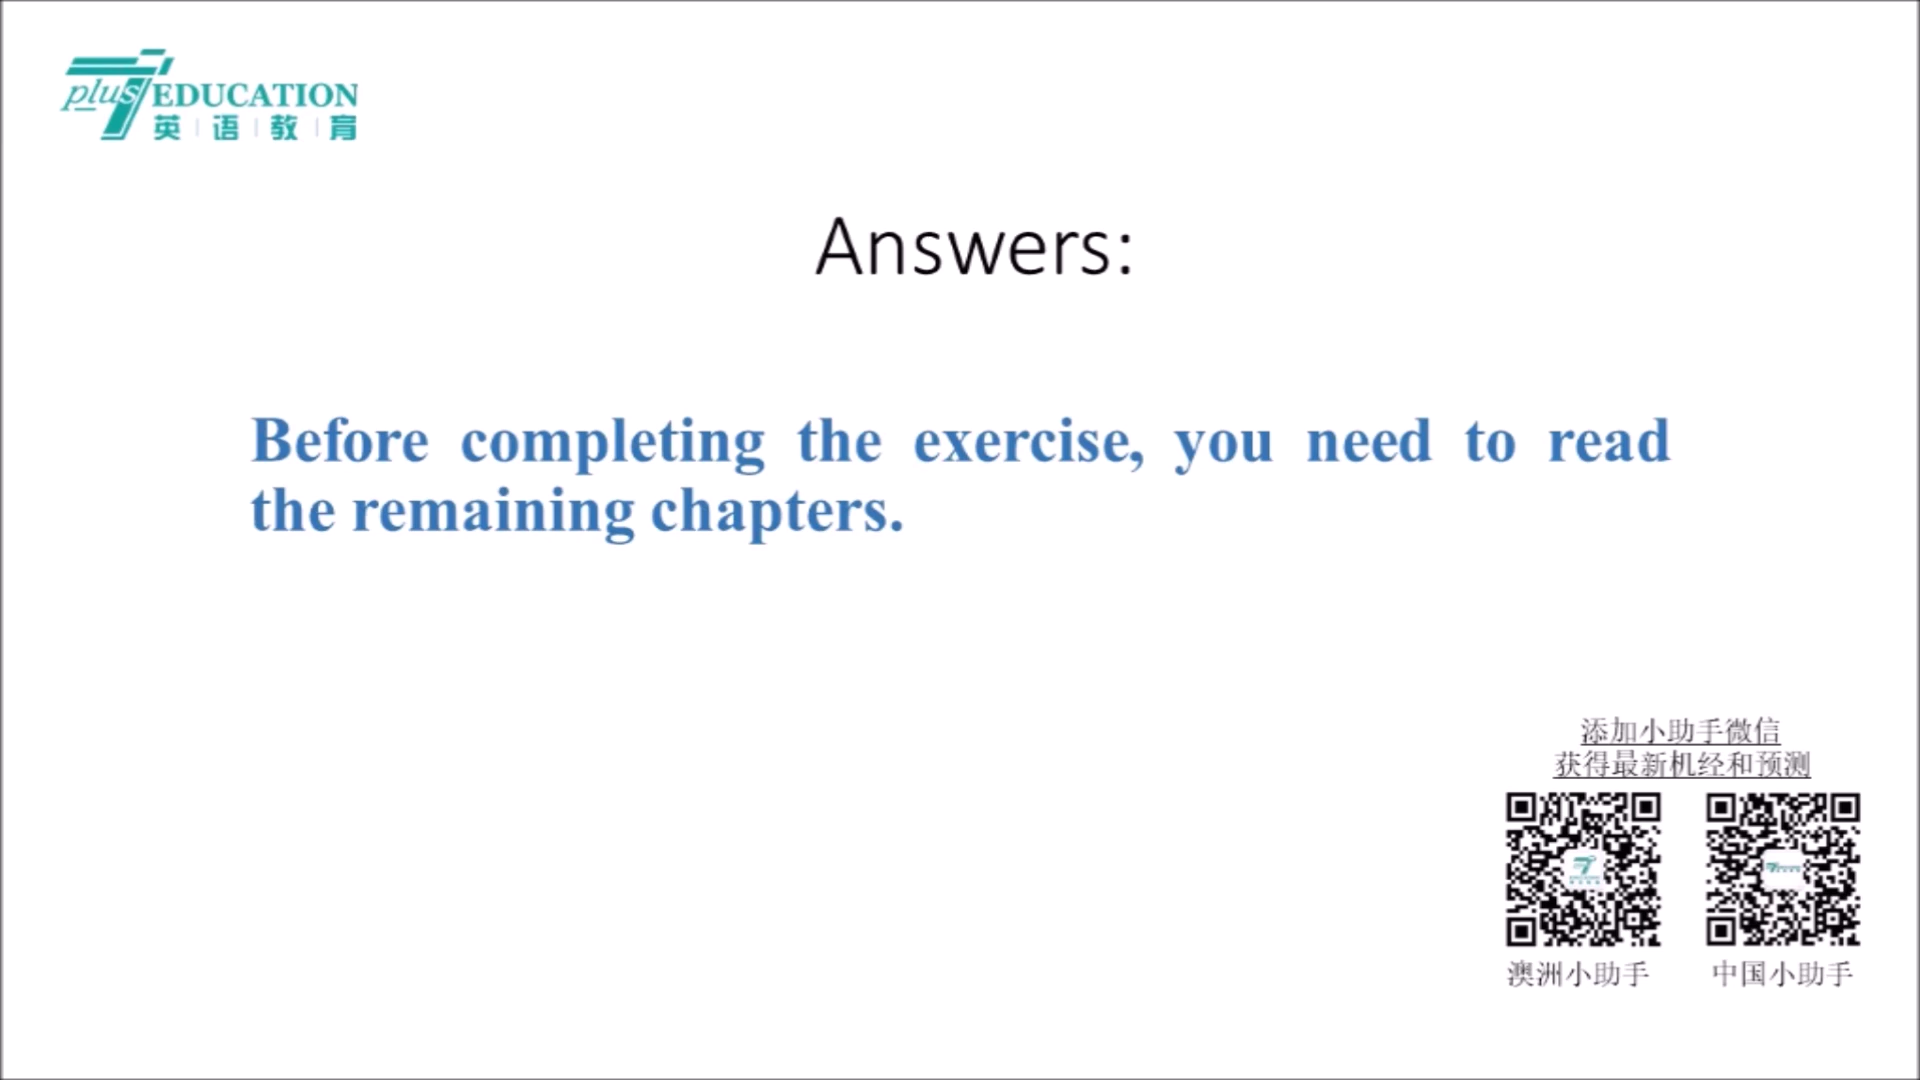 plus 7 EDUCATION
英语教育
Answers:
Before completing the exercise, you need to read
the remaining chapters.
添加小助手微信
获得最新机经和预测
澳洲小助手 中国小助手